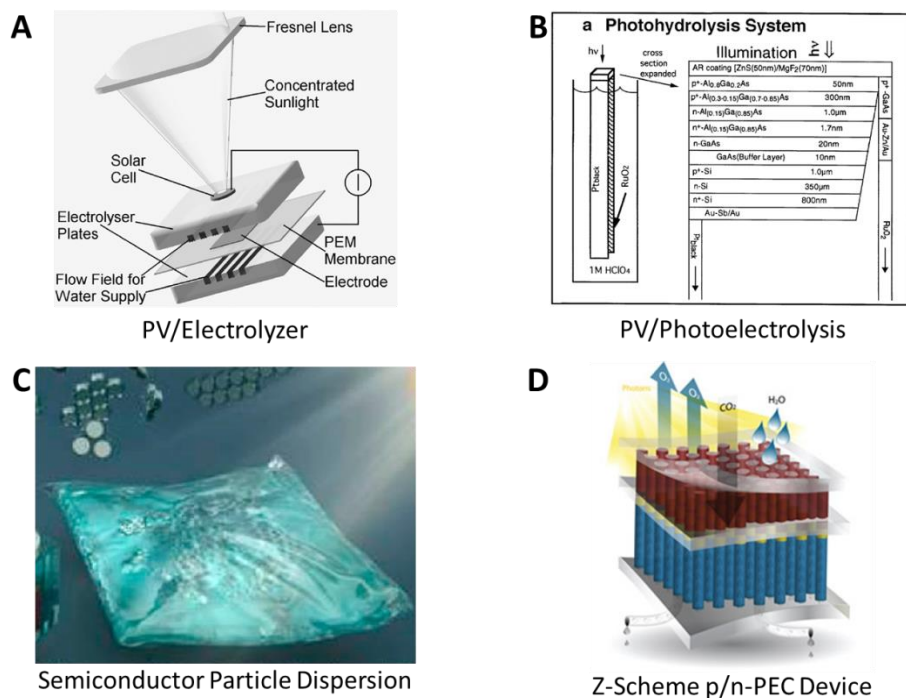 A
Fresnel Lens
Concentrated
Sunlight
Solar
Cell
Electrolyser
Plates
PEM
Membrane
Flow Field for
Water Supply
Electrode
I
PV/Electrolyzer
B
a Photohydrolysis System
hν
cross
section
expanded
Illumination hν
AR coating [ZnS(50nm)/MgF2(70nm)]
p+-Al0.8Ga0.2As 50nm
p+-Al(0.3-0.15)Ga(0.7-0.85)As 300nm
n-Al(0.15)Ga(0.85)As 1.0μm
n+-Al(0.15)Ga(0.85)As 1.7nm
n-GaAs 20nm
GaAs(Buffer Layer) 10nm
p+-Si 1.0μm
n-Si 350μm
n+-Si 800nm
Au-Sb/Au
p+-GaAs
Au-Zn/Au
RuO2
Ptblack
Ptblack
RuO2
1M HClO4
PV/Photoelectrolysis
C
Semiconductor Particle Dispersion
D
Photons
O2
O2
CO2
H2O
Z-Scheme p/n-PEC Device